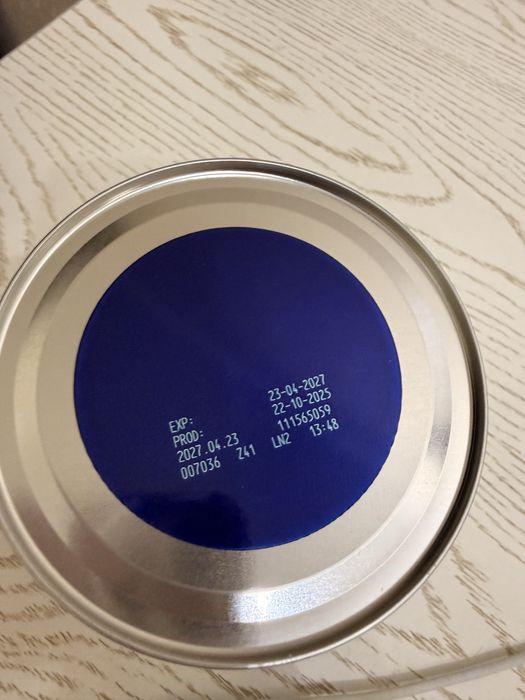 EXP: 23-04-2027
PROD: 22-10-2025
2027.04.23 111565059
007036 Z41 LN2 13:48